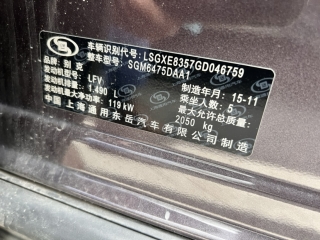 车辆识别代号: LSGXE8357GD046759
整车型号: SGM6475DAA1
品牌: 别克
制造年月: 15-11
发动机型号: LFV
乘坐人数: 5
发动机排量: 1.490 L
最大允许总质量:
发动机最大净功率: 119 kW
2050 kg
中国 上海通用东岳汽车有限公司制造